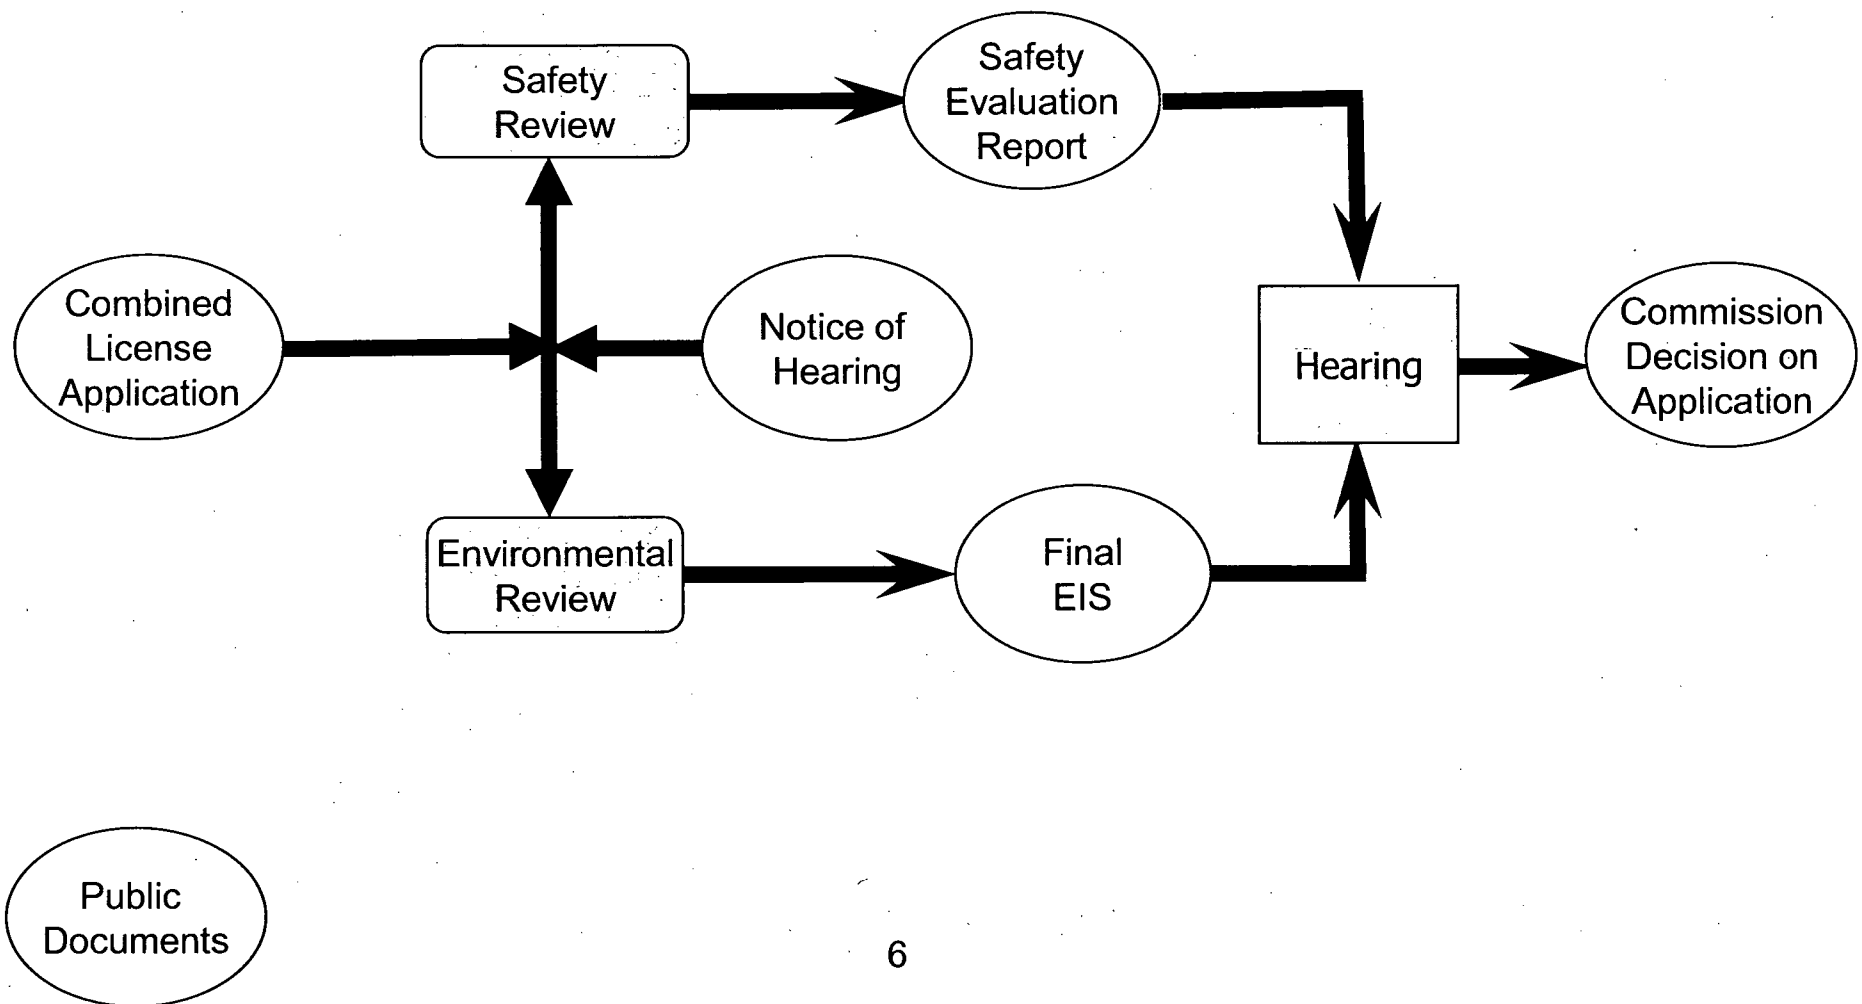 Safety
Review
Safety
Evaluation
Report
Combined
License
Application
Notice of
Hearing
Hearing
Commission
Decision on
Application
Environmental
Review
Final
EIS
Public
Documents
6